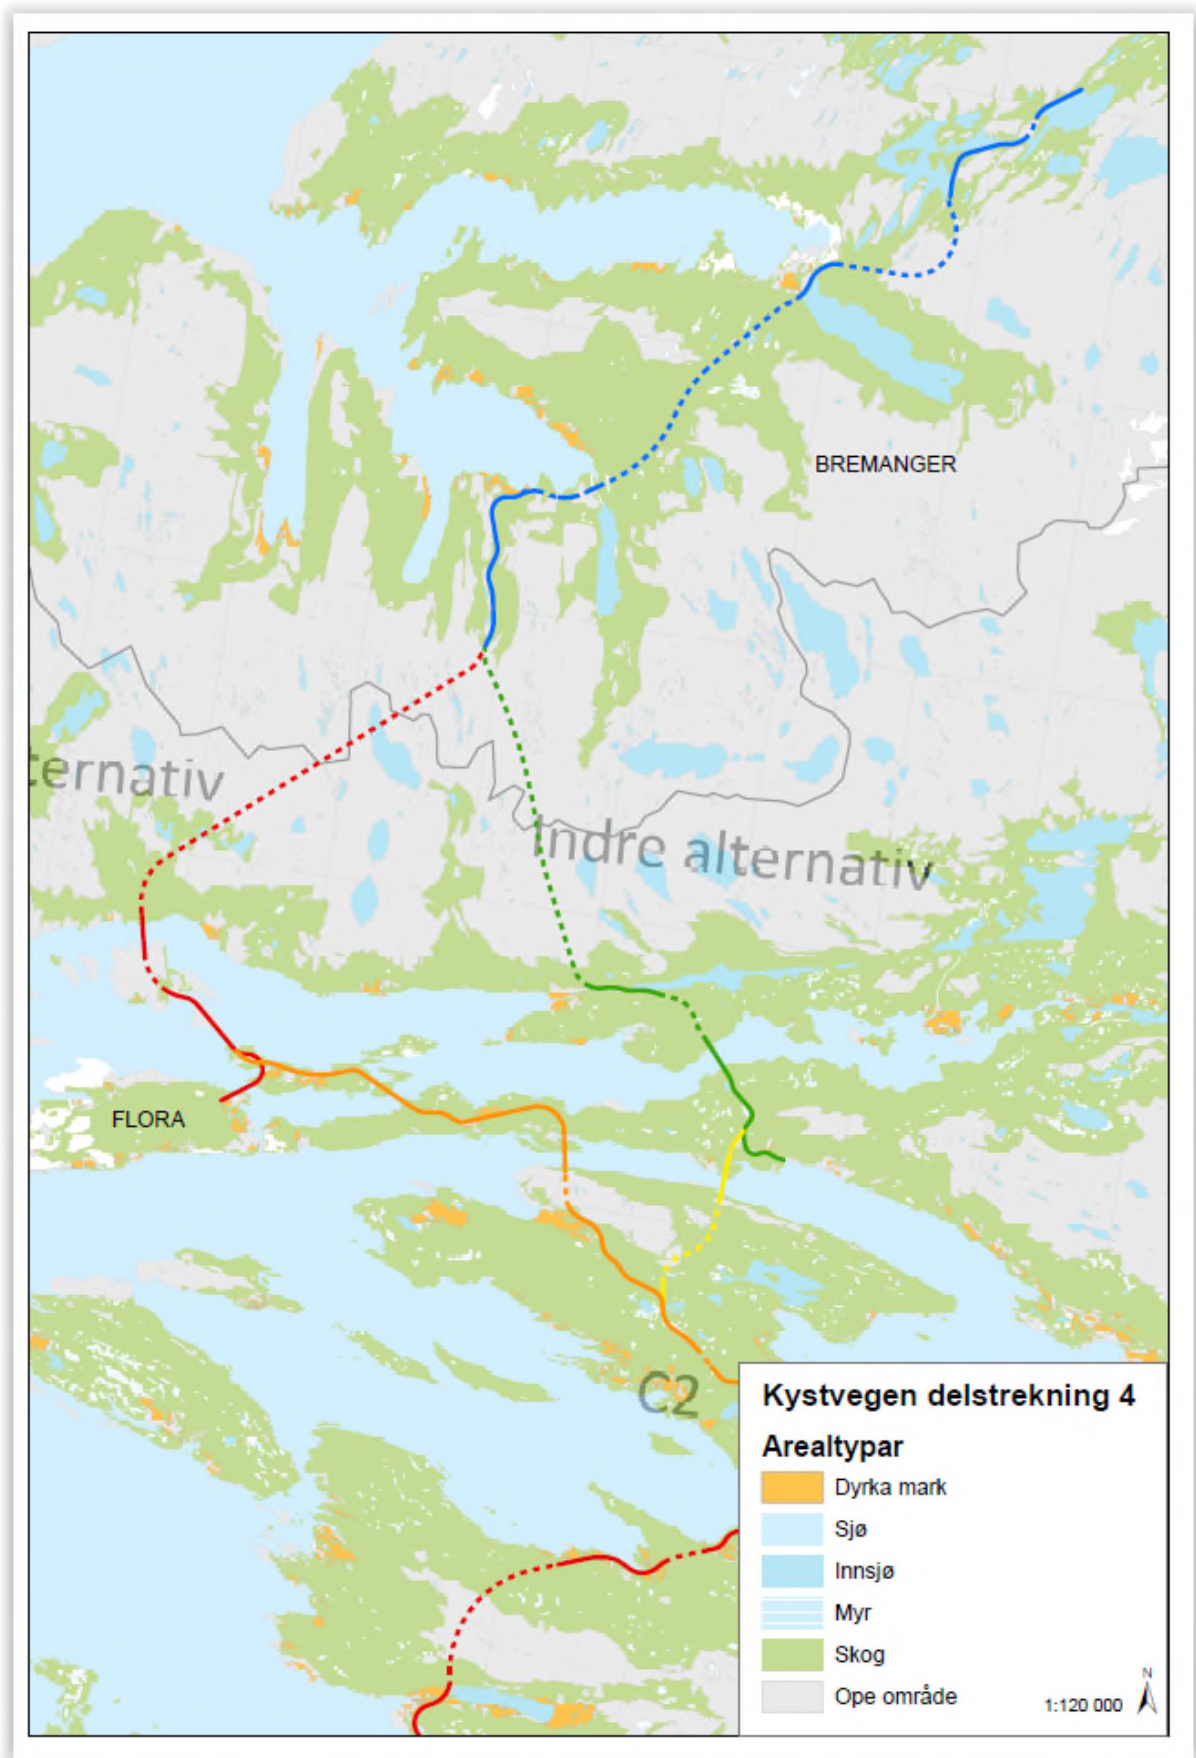 BREMANGER
ternativ
Indre alternativ
FLORA
C2
Kystvegen delstrekning 4
Arealtypar
Dyrka mark
Sjø
Innsjø
Myr
Skog
Ope område
N
1:120 000